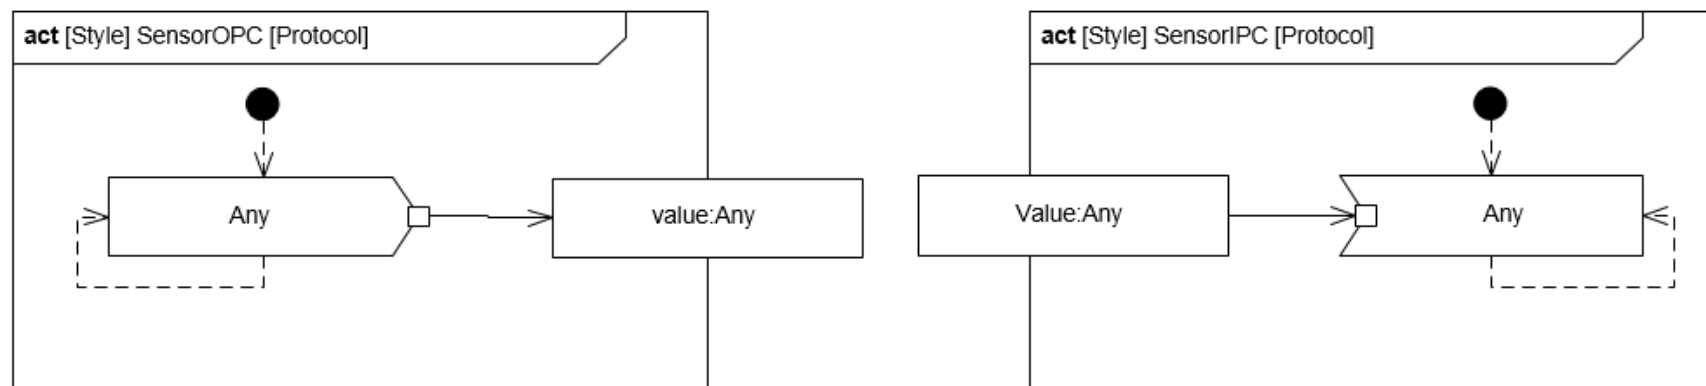 act [Style] SensorOPC [Protocol]
Any
value:Any
act [Style] SensorIPC [Protocol]
Value:Any
Any